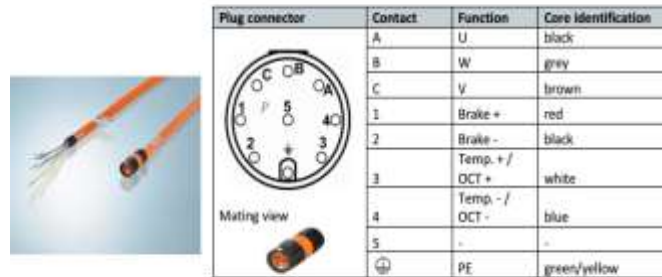 Plug connector Contact Function Core identification
A U black
B W grey
C V brown
1 Brake + red
2 Brake - black
3 Temp. + / OCT + white
4 Temp. - / OCT - blue
5 - -
PE green/yellow
C B A
1 P 5 4
2 3
Mating view